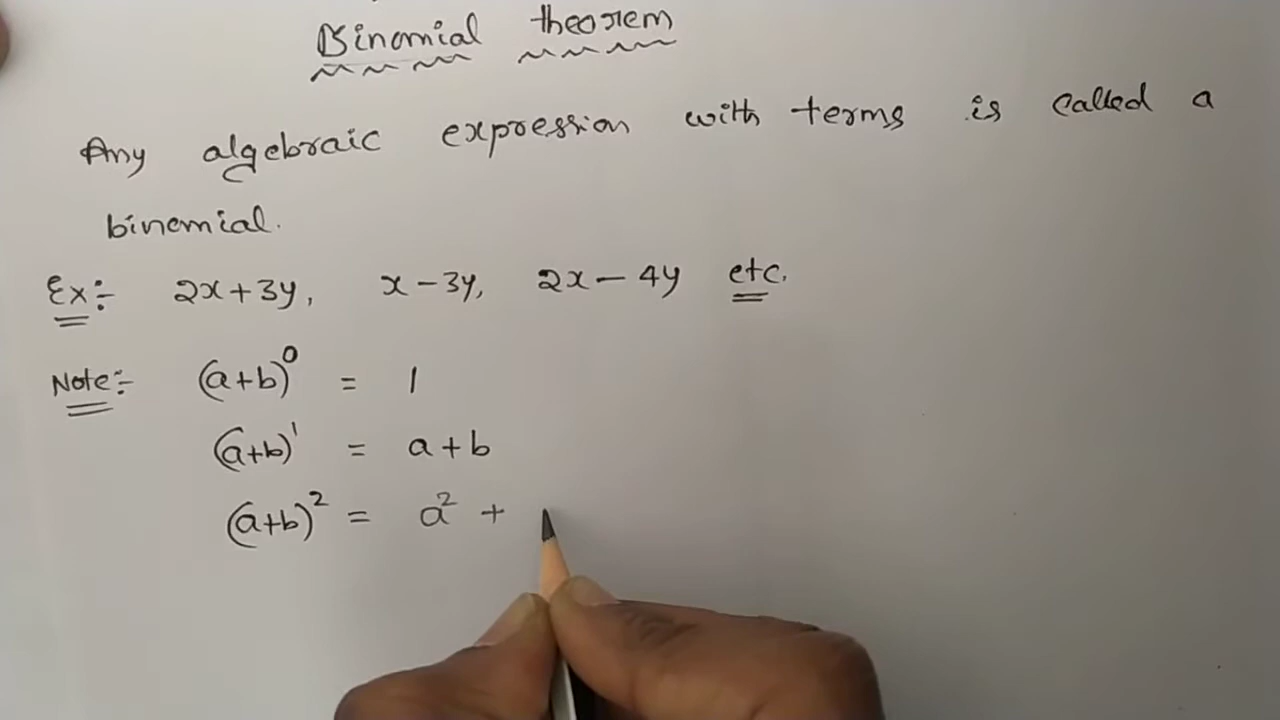 Binomial theorem
Any algebraic expression with terms is called a
binomial.
Ex:- 2x+3y, x-3y, 2x-4y etc.
Note:- (a+b)⁰ = 1
(a+b)¹ = a+b
(a+b)² = a² +